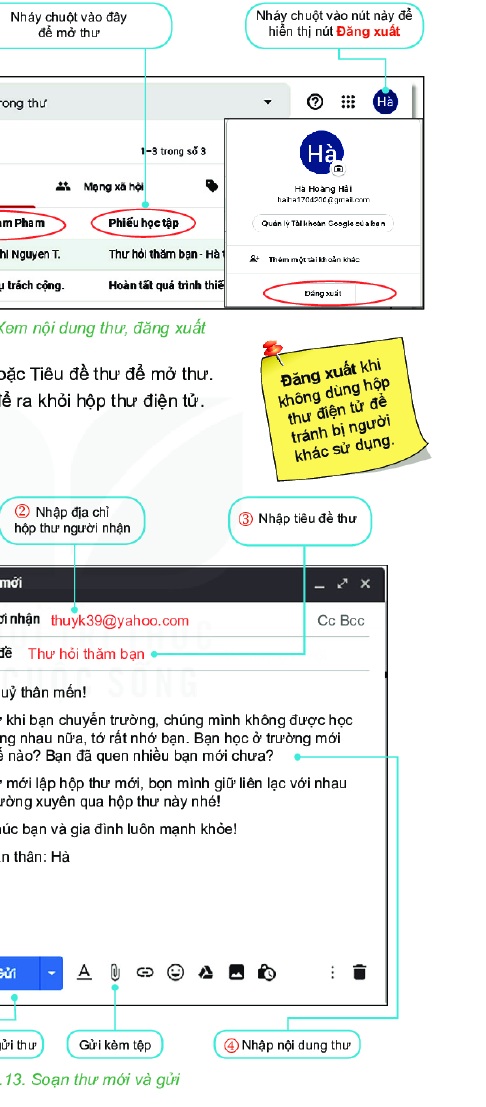 Nháy chuột vào đây
để mở thư
Nháy chuột vào nút này để
hiển thị nút Đăng xuất
rong thư
Hà
1–3 trong số 3
Hà
Mạng xã hội
Hà Hoàng Hải
Quản lý Tài khoản Google của bạn
am Pham
Phiếu học tập
hi Nguyen T.
Thư hỏi thăm bạn - Hà t
Thêm một tài khoản khác
ụ trách cộng.
Hoàn tất quá trình thiế
Đăng xuất
Xem nội dung thư, đăng xuất
oặc Tiêu đề thư để mở thư.
để ra khỏi hộp thư điện tử.
Đăng xuất khi
không dùng hộp
thư điện tử để
tránh bị người
khác sử dụng.
② Nhập địa chỉ
hộp thư người nhận
③ Nhập tiêu đề thư
mới
ời nhận thuyk39@yahoo.com Cc Bcc
đề Thư hỏi thăm bạn
uỷ thân mến!
ừ khi bạn chuyển trường, chúng mình không được học
ng nhau nữa, tớ rất nhớ bạn. Bạn học ở trường mới
ế nào? Bạn đã quen nhiều bạn mới chưa?
ớ mới lập hộp thư mới, bọn mình giữ liên lạc với nhau
ường xuyên qua hộp thư này nhé!
húc bạn và gia đình luôn mạnh khỏe!
n thân: Hà
Gửi
ửi thư
Gửi kèm tệp
④ Nhập nội dung thư
.13. Soạn thư mới và gửi